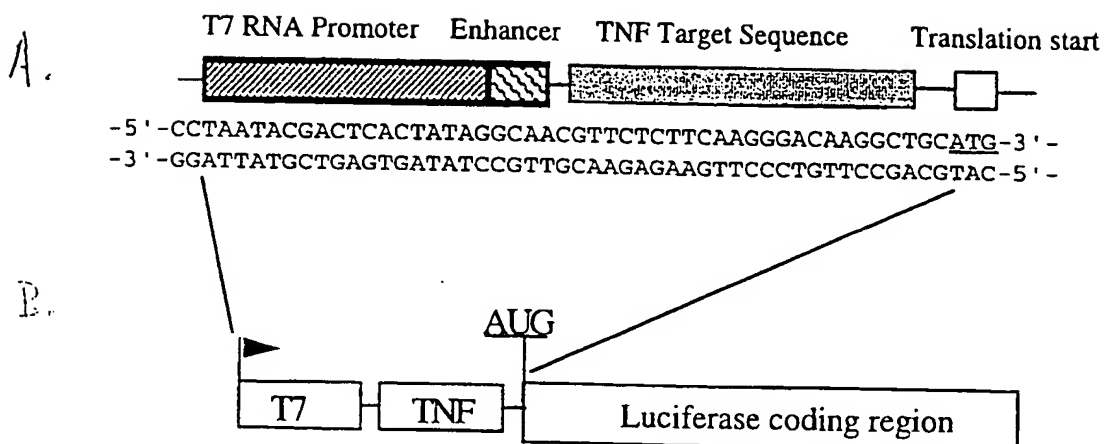 T7 RNA Promoter Enhancer TNF Target Sequence Translation start
A.
-5'-CCTAATACGACTCACTATAGGCAACGTTCTCTTCAAGGGACAAGGCTGCATG-3'-
-3'-GGATTATGCTGAGTGATATCCGTTGCAAGAGAAGTTCCCTGTTCCGACGTAC-5'-
B.
AUG
T7 TNF Luciferase coding region